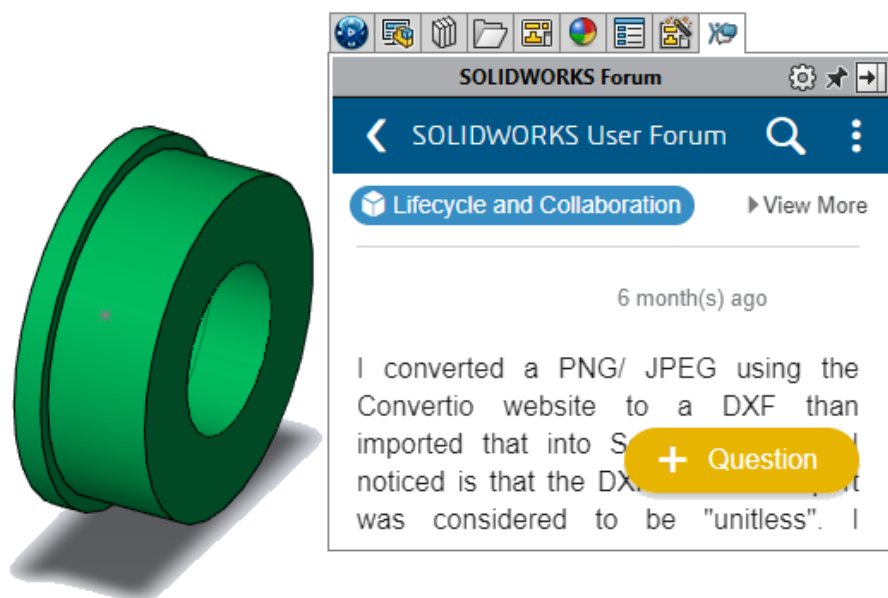 SOLIDWORKS Forum
SOLIDWORKS User Forum
Lifecycle and Collaboration
View More
6 month(s) ago
I converted a PNG/ JPEG using the
Convertio website to a DXF than
imported that into
Question
noticed is that the
was considered to be "unitless". I